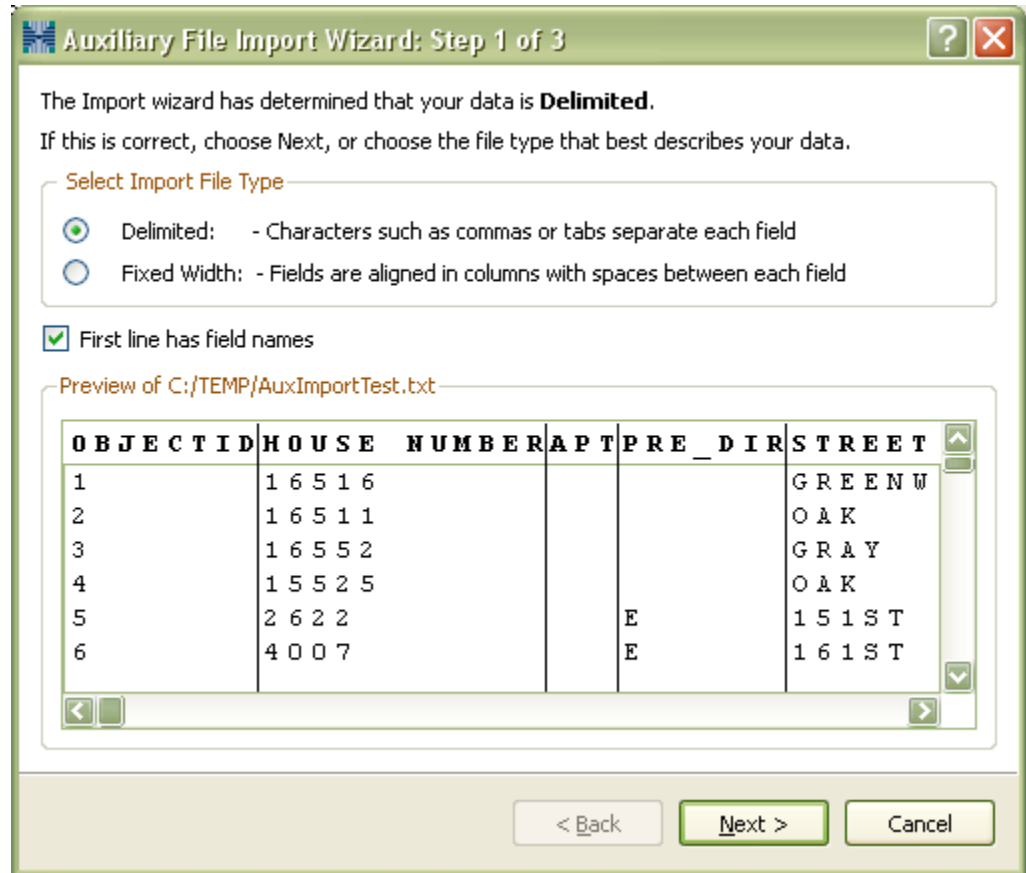 Auxiliary File Import Wizard: Step 1 of 3
The Import wizard has determined that your data is Delimited.
If this is correct, choose Next, or choose the file type that best describes your data.
Select Import File Type
Delimited: - Characters such as commas or tabs separate each field
Fixed Width: - Fields are aligned in columns with spaces between each field
First line has field names
Preview of C:/TEMP/AuxImportTest.txt
OBJECTID HOUSE NUMBER APT PRE_DIR STREET
1 16516 GREENW
2 16511 OAK
3 16552 GRAY
4 15525 OAK
5 2622 E 151ST
6 4007 E 161ST
< Back Next > Cancel